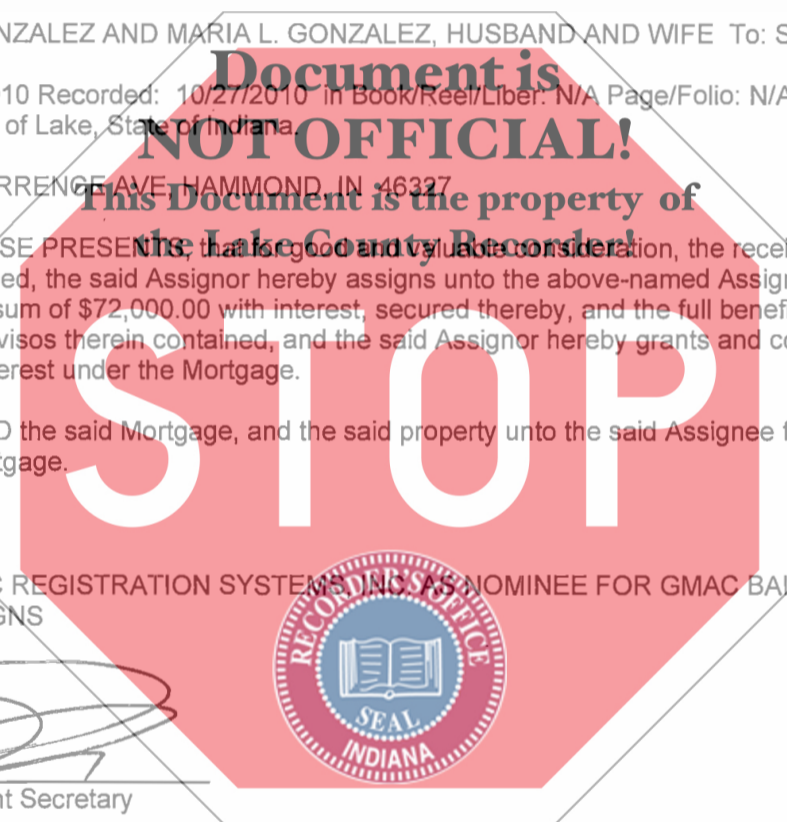 NZALEZ AND MARIA L. GONZALEZ, HUSBAND AND WIFE To: S
Document is
10 Recorded: 10/27/2010 in Book/Reel/Liber: N/A Page/Folio: N/A
of Lake, State of Indiana.
NOT OFFICIAL!
RRENCE AVE, HAMMOND, IN 46327
This Document is the property of
the Lake County Recorder!
SE PRESENTS, that for good and valuable consideration, the recei
ed, the said Assignor hereby assigns unto the above-named Assign
sum of $72,000.00 with interest, secured thereby, and the full benefi
visos therein contained, and the said Assignor hereby grants and co
erest under the Mortgage.
STOP
D the said Mortgage, and the said property unto the said Assignee f
tgage.
C REGISTRATION SYSTEMS, INC. AS NOMINEE FOR GMAC BAN
GNS
RECORDER'S OFFICE
SEAL
INDIANA
nt Secretary